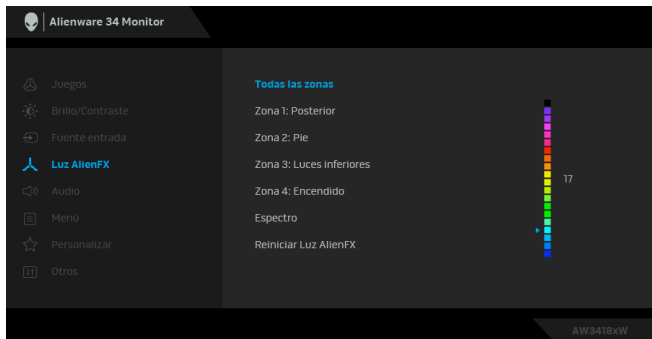 Alienware 34 Monitor
Juegos
Brillo/Contraste
Fuente entrada
Luz AlienFX
Audio
Menú
Personalizar
Otros
Todas las zonas
Zona 1: Posterior
Zona 2: Pie
Zona 3: Luces inferiores
Zona 4: Encendido
Espectro
Reiniciar Luz AlienFX
17
AW3418xW